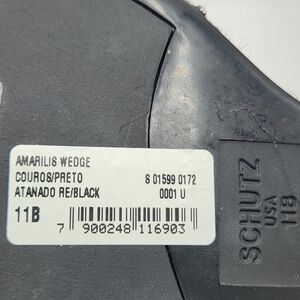 AMARILIS WEDGE
COUROS/PRETO S 01599 0172
ATANADO RE/BLACK 0001 U
11B
7 900248 116903
SCHUTZ
USA
11B